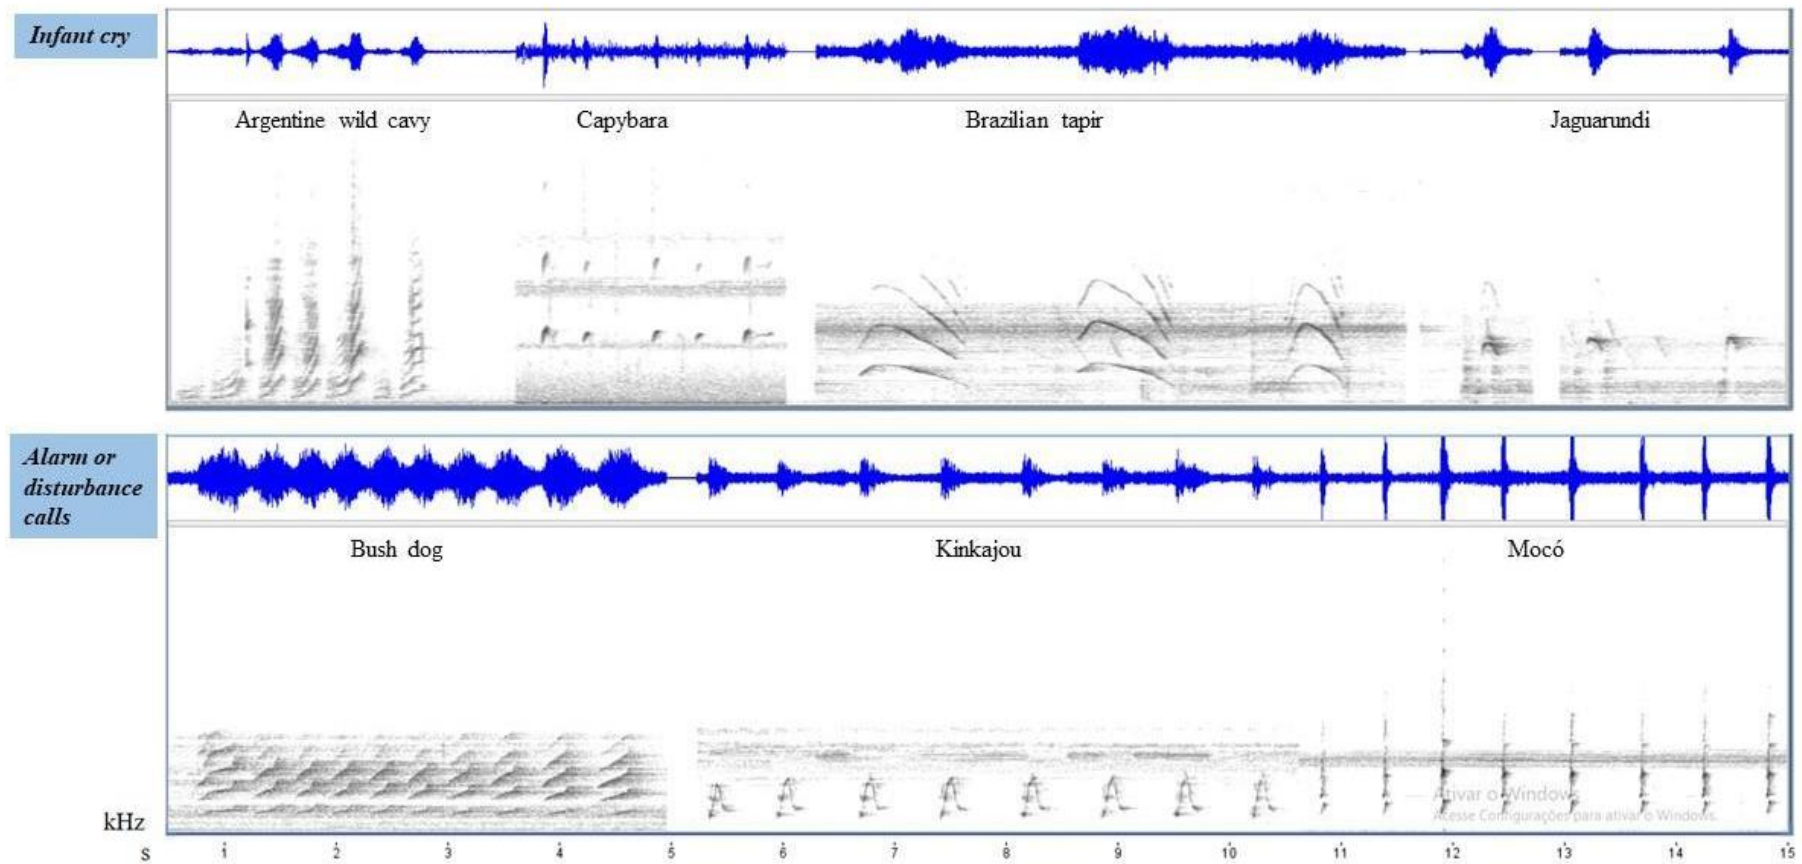 Infant cry
Argentine wild cavy
Capybara
Brazilian tapir
Jaguarundi
Alarm or
disturbance
calls
Bush dog
Kinkajou
Mocó
Ativar o Windows
Acesse Configurações para ativar o Windows.
kHz
s
1 2 3 4 5 6 7 8 9 10 11 12 13 14 15